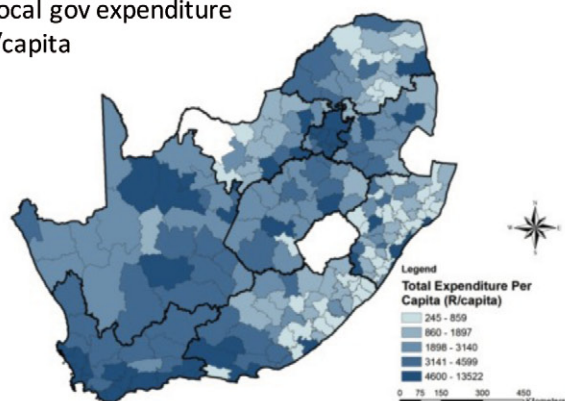 ocal gov expenditure
/capita
N
W
E
S
Legend
Total Expenditure Per
Capita (R/capita)
245 - 859
860 - 1897
1898 - 3140
3141 - 4599
4600 - 13522
0 75 150 300 450